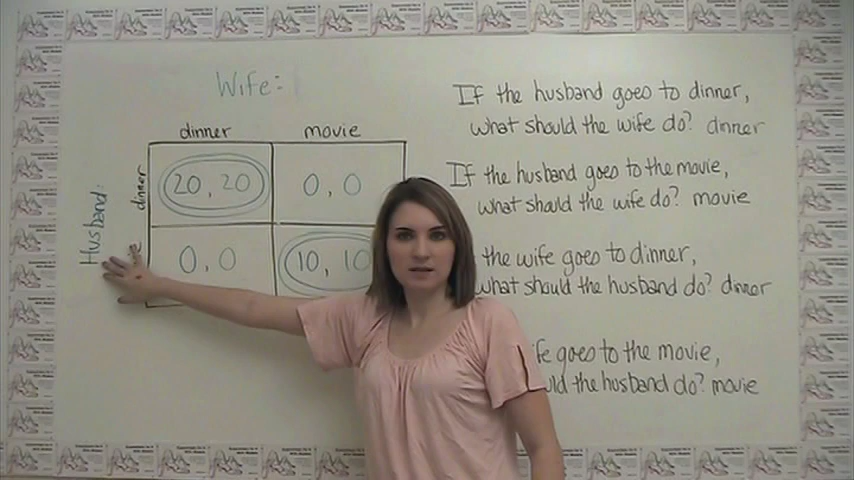 Wife:
dinner movie
Husband:
dinner
20, 20 0, 0
0, 0 10, 10
If the husband goes to dinner,
what should the wife do? dinner
If the husband goes to the movie,
what should the wife do? movie
the wife goes to dinner,
what should the husband do? dinner
goes to the movie,
the husband do? movie